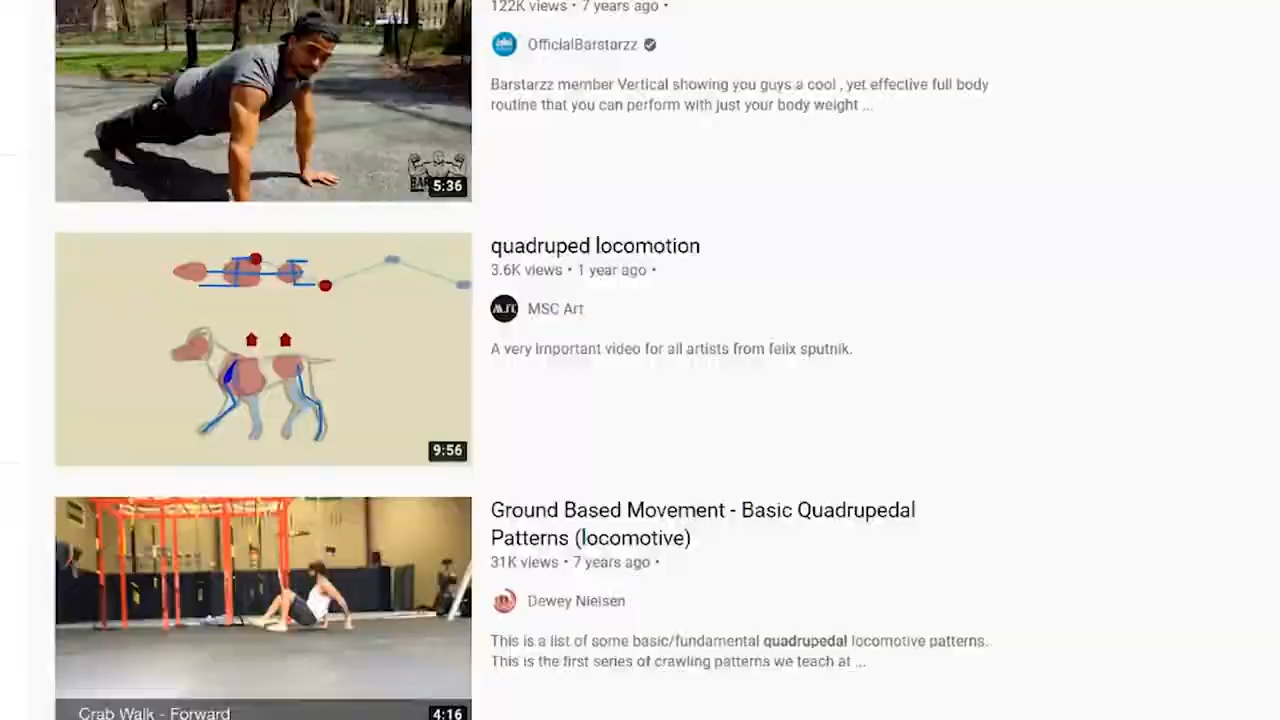 122K views • 7 years ago •
OfficialBarstarzz
Barstarzz member Vertical showing you guys a cool , yet effective full body
routine that you can perform with just your body weight ...
BAR
5:36
quadruped locomotion
3.6K views • 1 year ago •
MSC
MSC Art
A very important video for all artists from felix sputnik.
9:56
Ground Based Movement - Basic Quadrupedal
Patterns (locomotive)
31K views • 7 years ago •
Dewey Nielsen
This is a list of some basic/fundamental quadrupedal locomotive patterns.
This is the first series of crawling patterns we teach at ...
Crab Walk - Forward
4:16